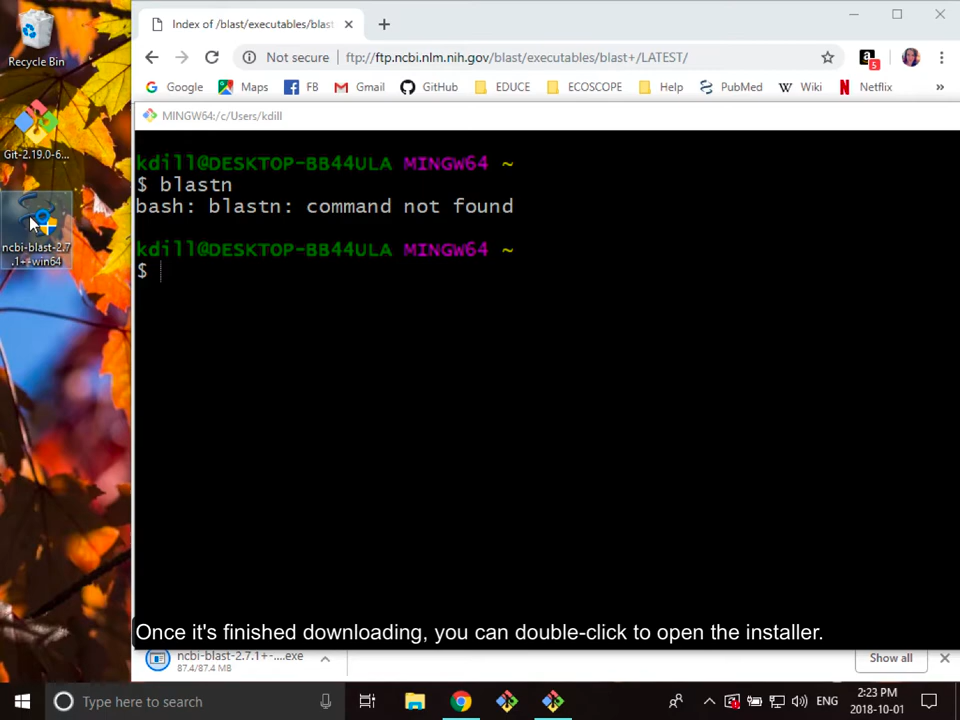 Recycle Bin
Git-2.19.0-6...
ncbi-blast-2.7
.1+-win64
Index of /blast/executables/blast
Not secure
ftp://ftp.ncbi.nlm.nih.gov/blast/executables/blast+/LATEST/
a
5
Google
Maps
FB
Gmail
GitHub
EDUCE
ECOSCOPE
Help
PubMed
W Wiki
N Netflix
»
MINGW64:/c/Users/kdill
kdill@DESKTOP-BB44ULA MINGW64 ~
$ blastn
bash: blastn: command not found
kdill@DESKTOP-BB44ULA MINGW64 ~
$
Once it's finished downloading, you can double-click to open the installer.
ncbi-blast-2.7.1+-....exe
87.4/87.4 MB
Show all
Type here to search
ENG
2:23 PM
2018-10-01